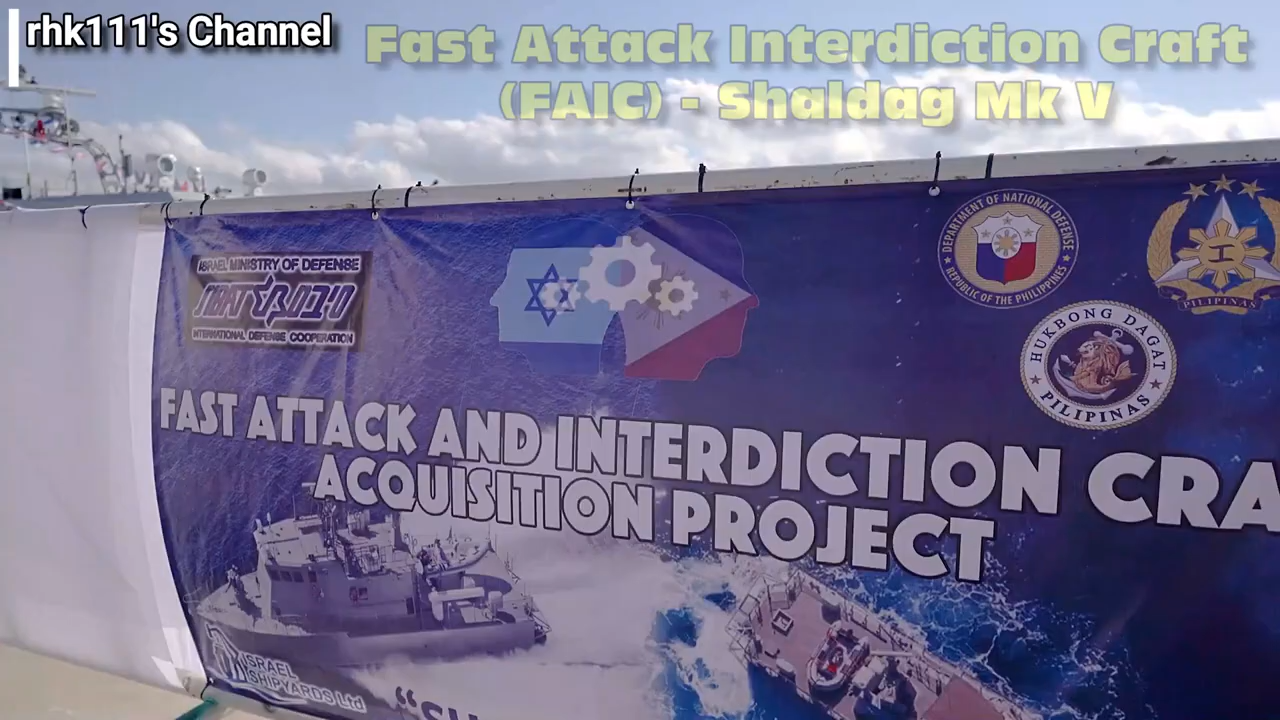 rhk111's Channel
Fast Attack Interdiction Craft
(FAIC) - Shaldag Mk V
ISRAEL MINISTRY OF DEFENSE
סיבט SIBAT
INTERNATIONAL DEFENSE COOPERATION
DEPARTMENT OF NATIONAL DEFENSE
REPUBLIC OF THE PHILIPPINES
PILIPINAS
HUKBONG DAGAT
PILIPINAS
FAST ATTACK AND INTERDICTION CRA
ACQUISITION PROJECT
ISRAEL
SHIPYARDS Ltd